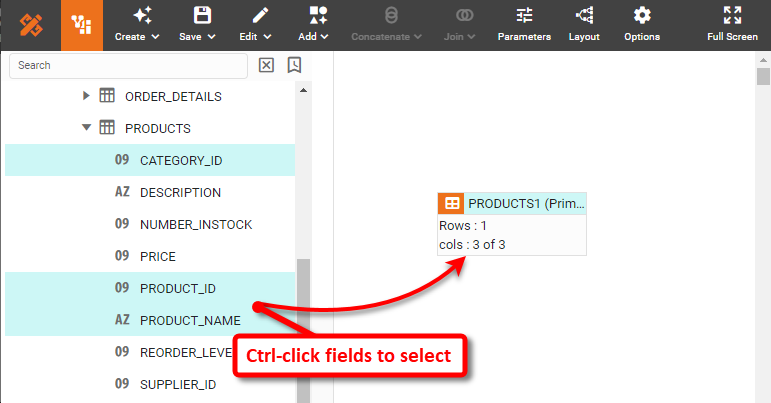 Create Save Edit Add Concatenate Join Parameters Layout Options Full Screen
Search
ORDER_DETAILS
PRODUCTS
09 CATEGORY_ID
AZ DESCRIPTION
09 NUMBER_INSTOCK
09 PRICE
09 PRODUCT_ID
AZ PRODUCT_NAME
09 REORDER_LEVE
09 SUPPLIER_ID
PRODUCTS1 (Prim...
Rows : 1
cols : 3 of 3
Ctrl-click fields to select